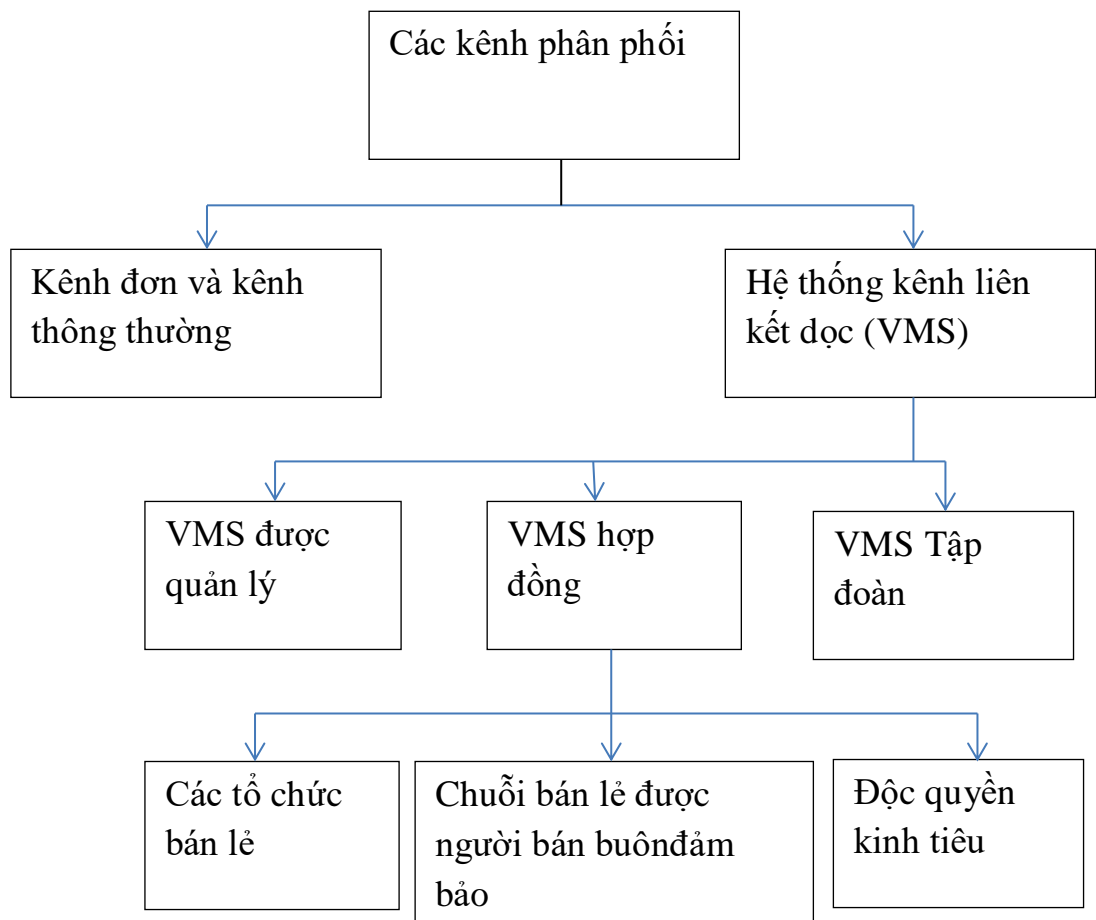 Các kênh phân phối
Kênh đơn và kênh
thông thường
Hệ thống kênh liên
kết dọc (VMS)
VMS được
quản lý
VMS hợp
đồng
VMS Tập
đoàn
Các tổ chức
bán lẻ
Chuỗi bán lẻ được
người bán buônđảm
bảo
Độc quyền
kinh tiêu